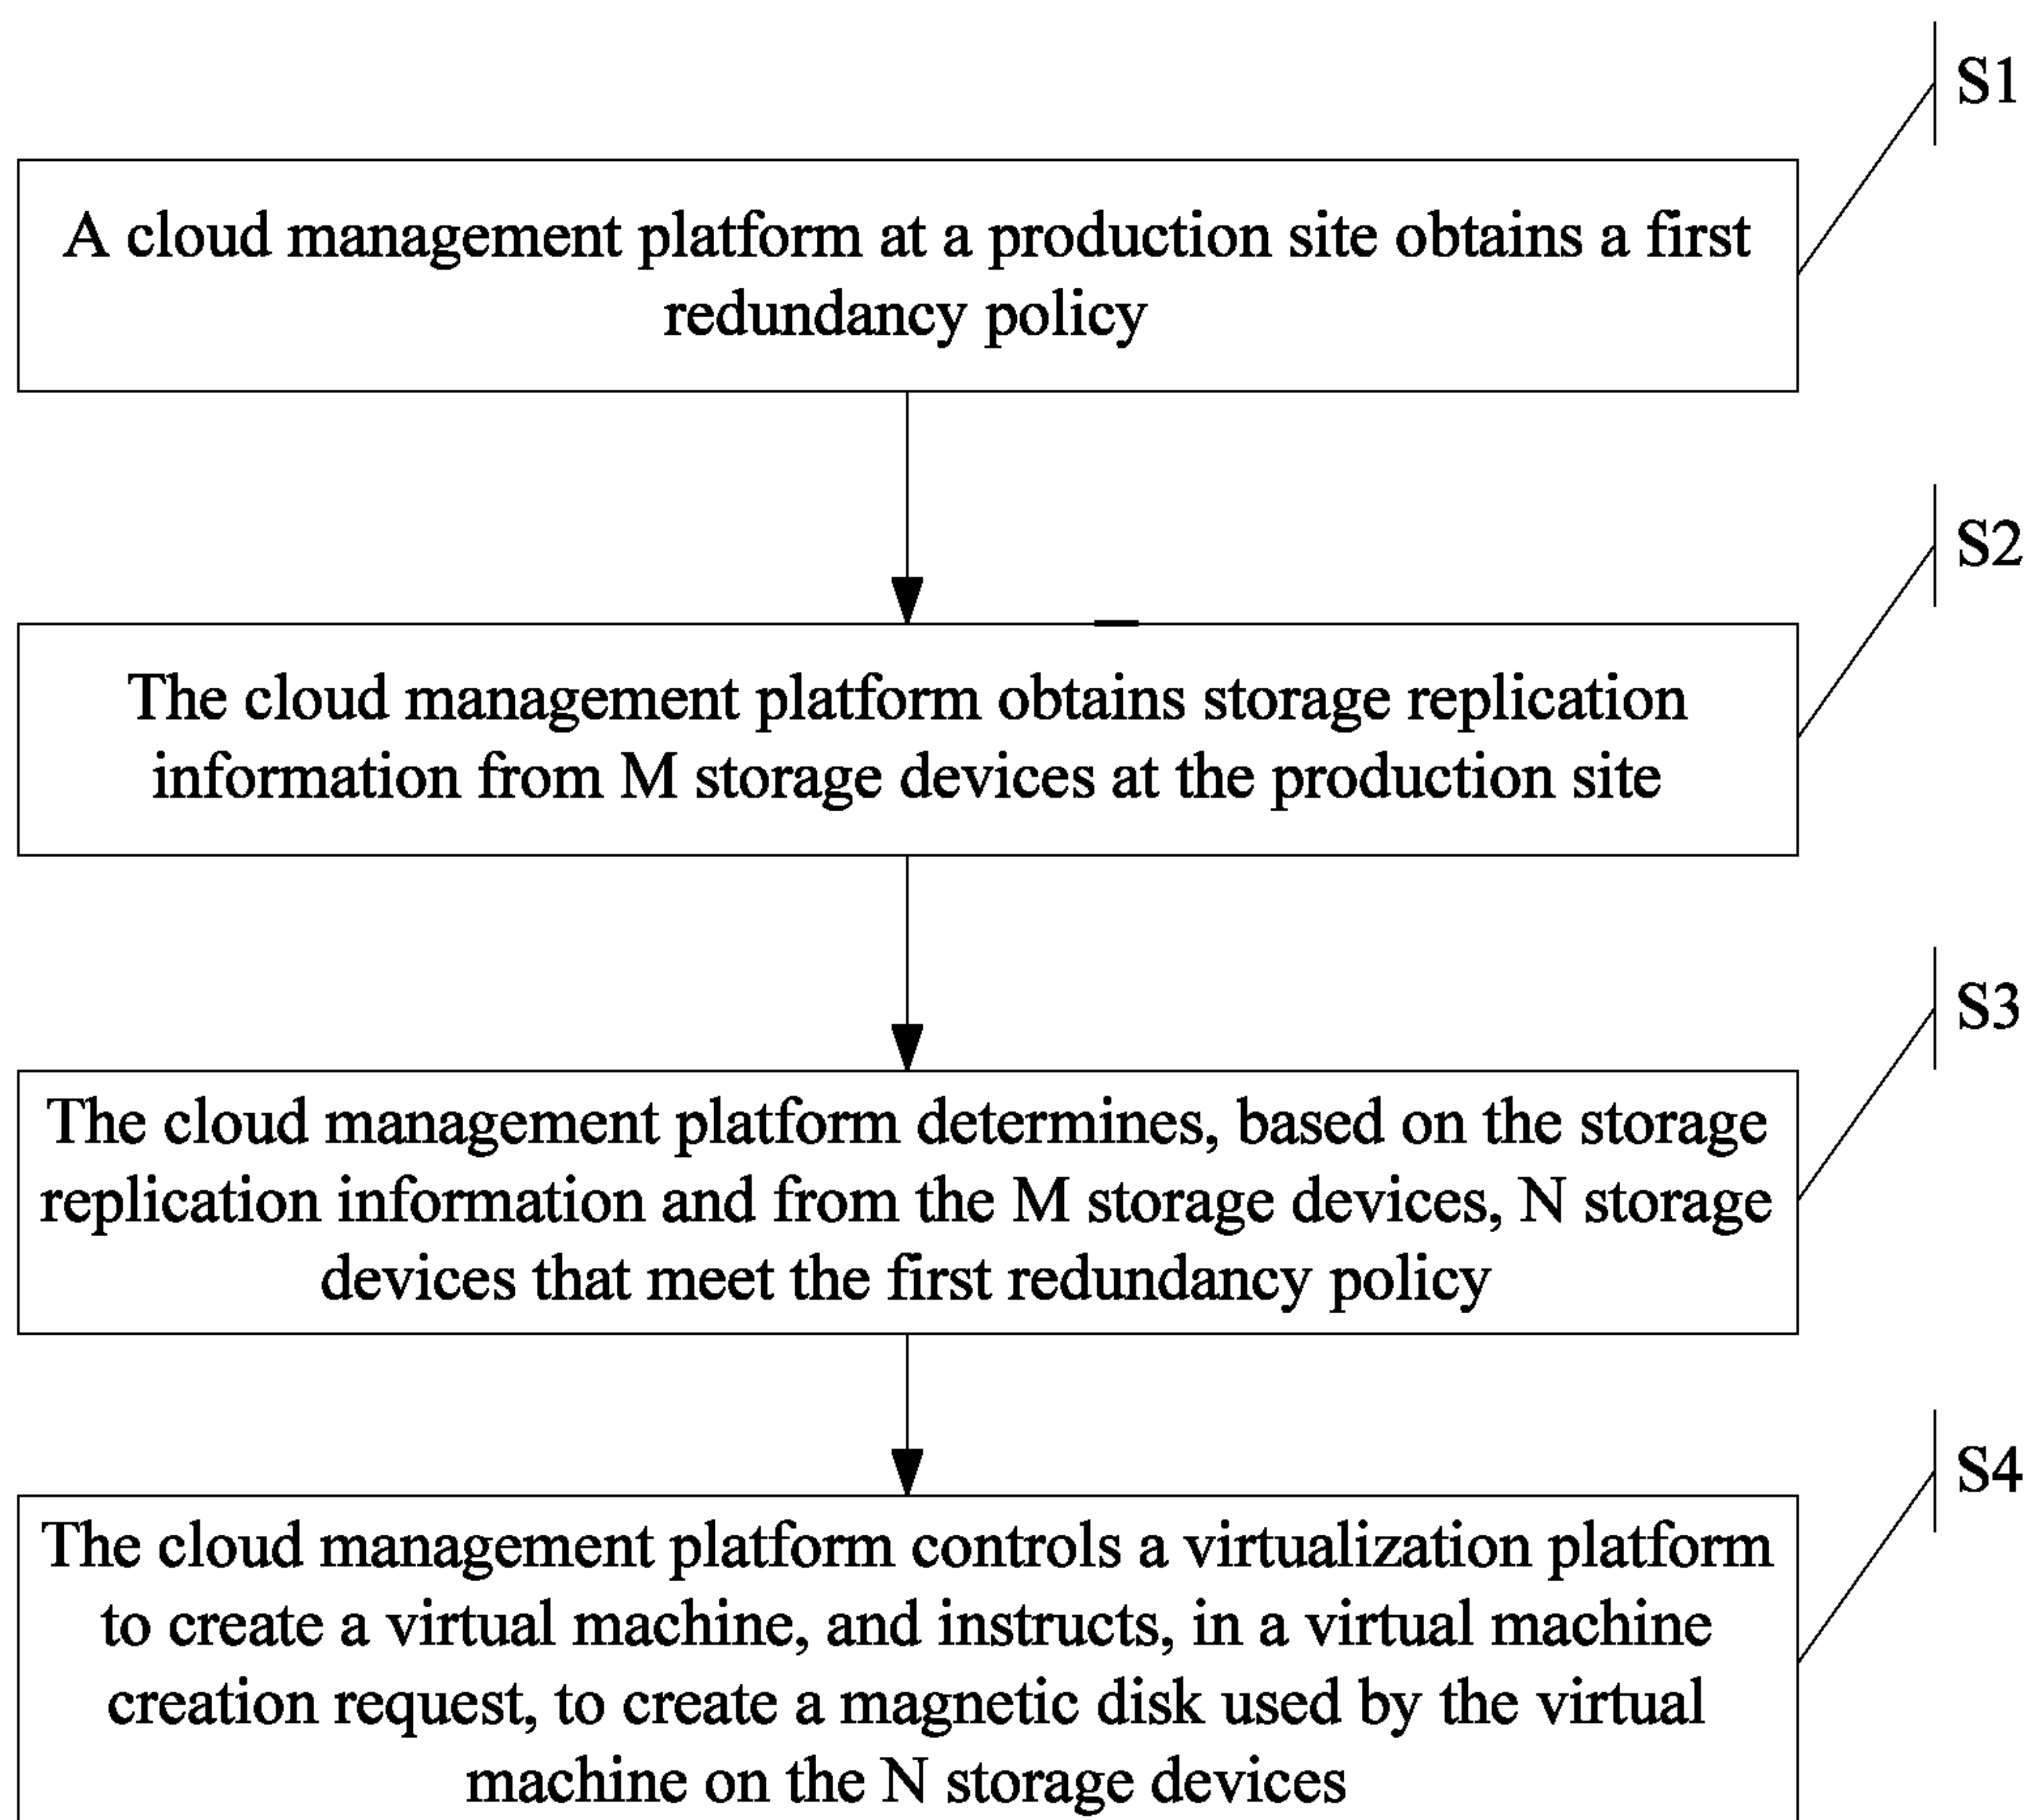 S1
A cloud management platform at a production site obtains a first
redundancy policy
S2
The cloud management platform obtains storage replication
information from M storage devices at the production site
S3
The cloud management platform determines, based on the storage
replication information and from the M storage devices, N storage
devices that meet the first redundancy policy
S4
The cloud management platform controls a virtualization platform
to create a virtual machine, and instructs, in a virtual machine
creation request, to create a magnetic disk used by the virtual
machine on the N storage devices